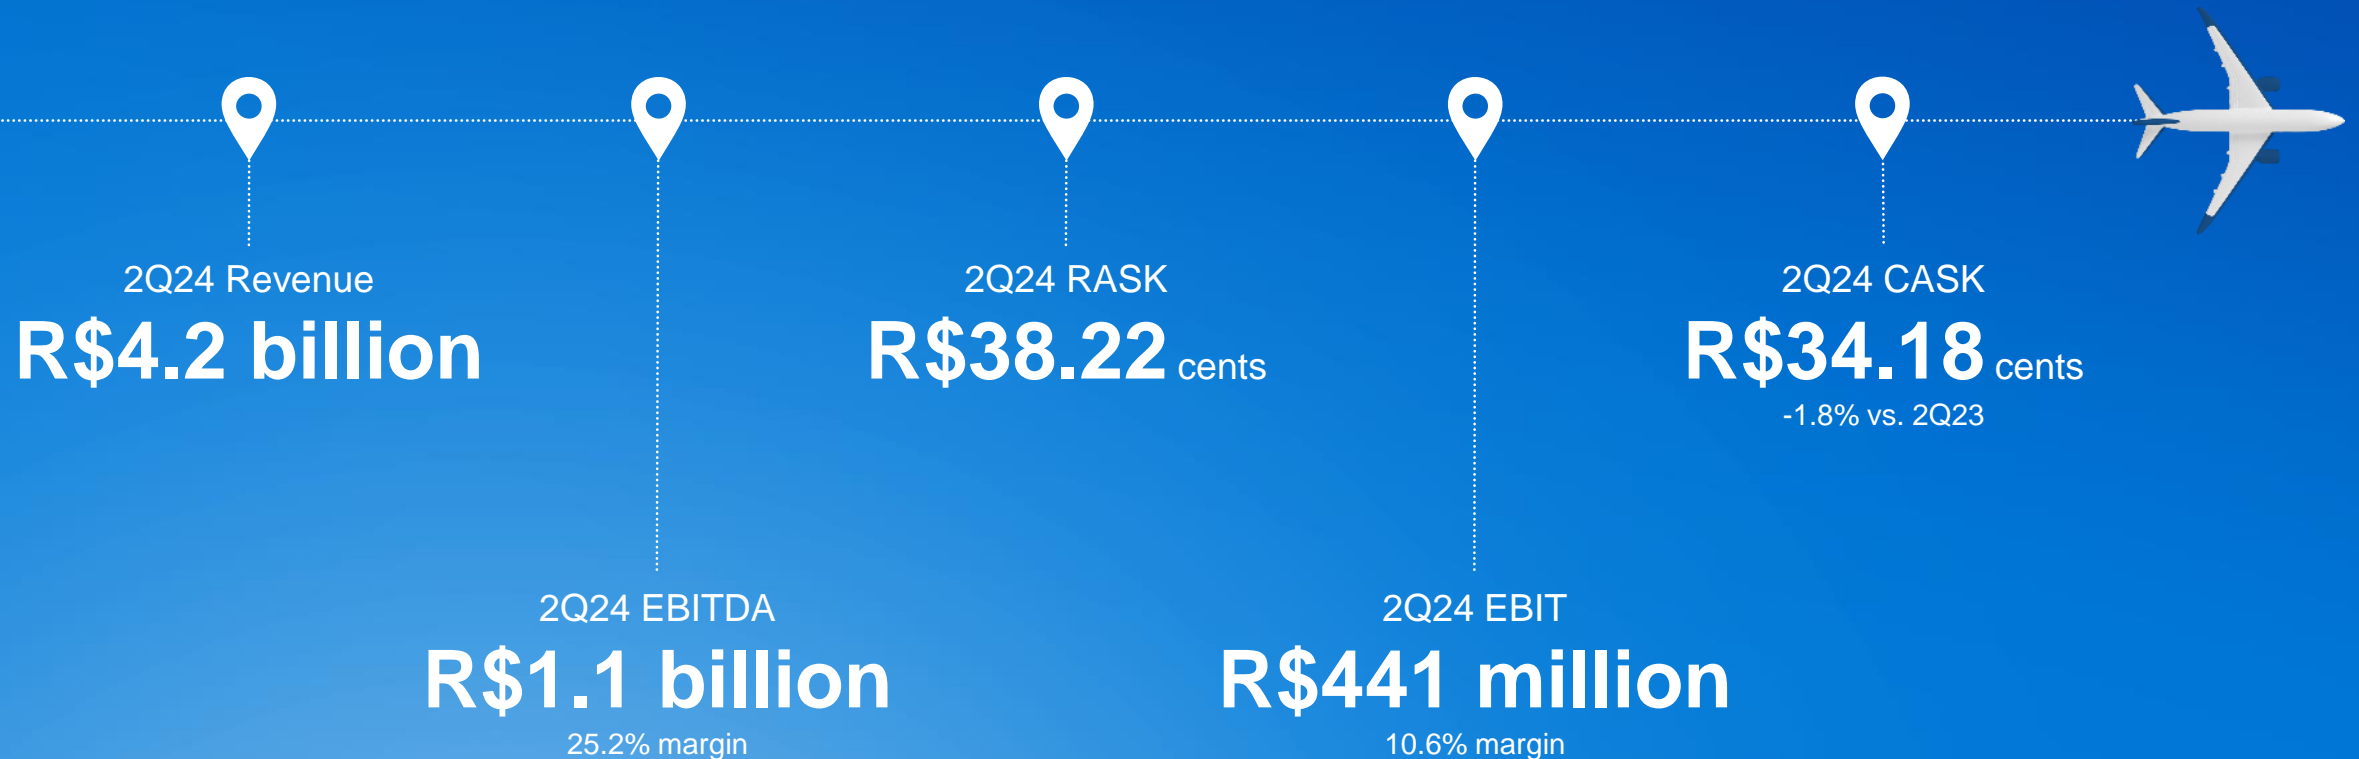 2Q24 Revenue
R$4.2 billion
2Q24 EBITDA
R$1.1 billion
25.2% margin
2Q24 RASK
R$38.22 cents
2Q24 EBIT
R$441 million
10.6% margin
2Q24 CASK
R$34.18 cents
-1.8% vs. 2Q23